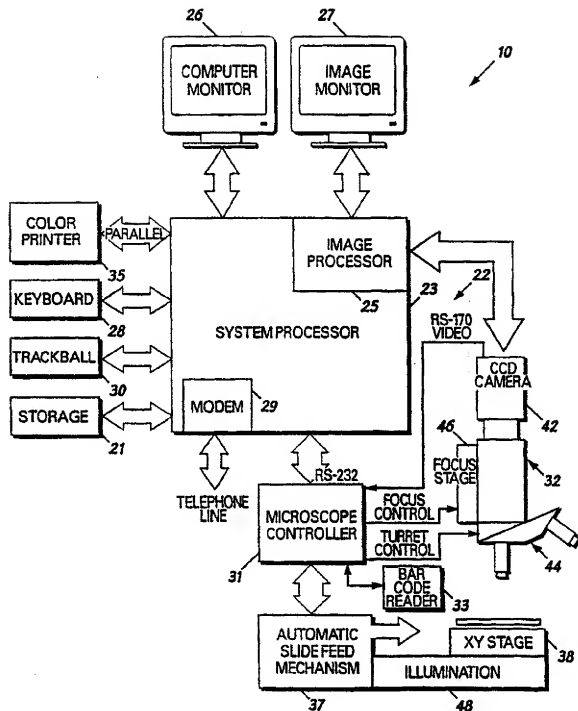 26
27
10
COMPUTER
MONITOR
IMAGE
MONITOR
COLOR
PRINTER
35
PARALLEL
IMAGE
PROCESSOR
25
23
22
KEYBOARD
28
SYSTEM PROCESSOR
RS-170
VIDEO
TRACKBALL
30
CCD
CAMERA
42
MODEM
29
STORAGE
21
46
FOCUS
STAGE
32
TELEPHONE
LINE
RS-232
MICROSCOPE
CONTROLLER
31
FOCUS
CONTROL
TURRET
CONTROL
44
BAR
CODE
READER
33
AUTOMATIC
SLIDE FEED
MECHANISM
37
XY STAGE
38
ILLUMINATION
48